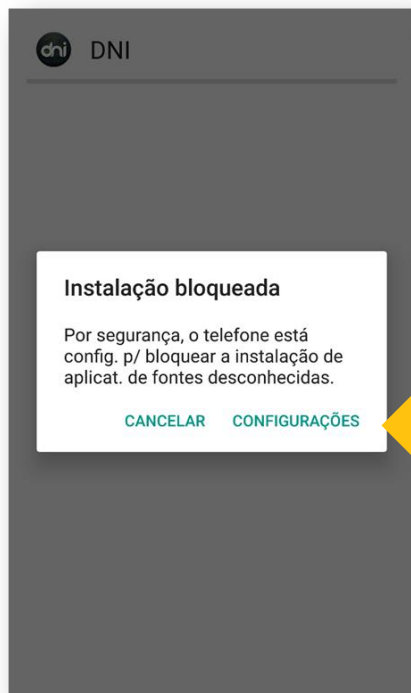 dni DNI
Instalação bloqueada
Por segurança, o telefone está
config. p/ bloquear a instalação de
aplicat. de fontes desconhecidas.
CANCELAR CONFIGURAÇÕES